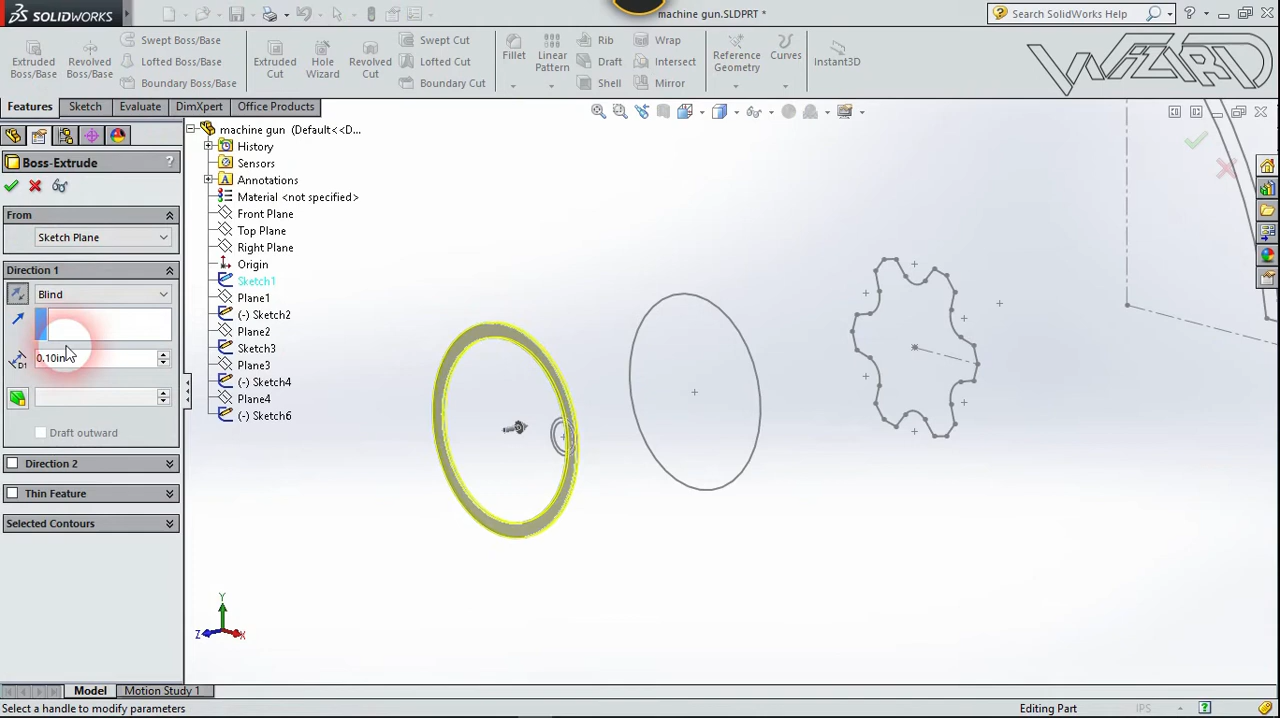 SOLIDWORKS
machine gun.SLDPRT *
Search SolidWorks Help
Extruded Boss/Base
Revolved Boss/Base
Swept Boss/Base
Lofted Boss/Base
Boundary Boss/Base
Extruded Cut
Hole Wizard
Revolved Cut
Swept Cut
Lofted Cut
Boundary Cut
Fillet
Linear Pattern
Rib
Draft
Shell
Wrap
Intersect
Mirror
Reference Geometry
Curves
Instant3D
WIZARD
Features
Sketch
Evaluate
DimXpert
Office Products
Boss-Extrude
?
From
Sketch Plane
Direction 1
Blind
D1
0.10in
Draft outward
Direction 2
Thin Feature
Selected Contours
machine gun (Default<<D...
History
Sensors
Annotations
Material <not specified>
Front Plane
Top Plane
Right Plane
Origin
Sketch1
Plane1
(-) Sketch2
Plane2
Sketch3
Plane3
(-) Sketch4
Plane4
(-) Sketch6
Y
Z
X
Model
Motion Study 1
Select a handle to modify parameters
Editing Part
IPS